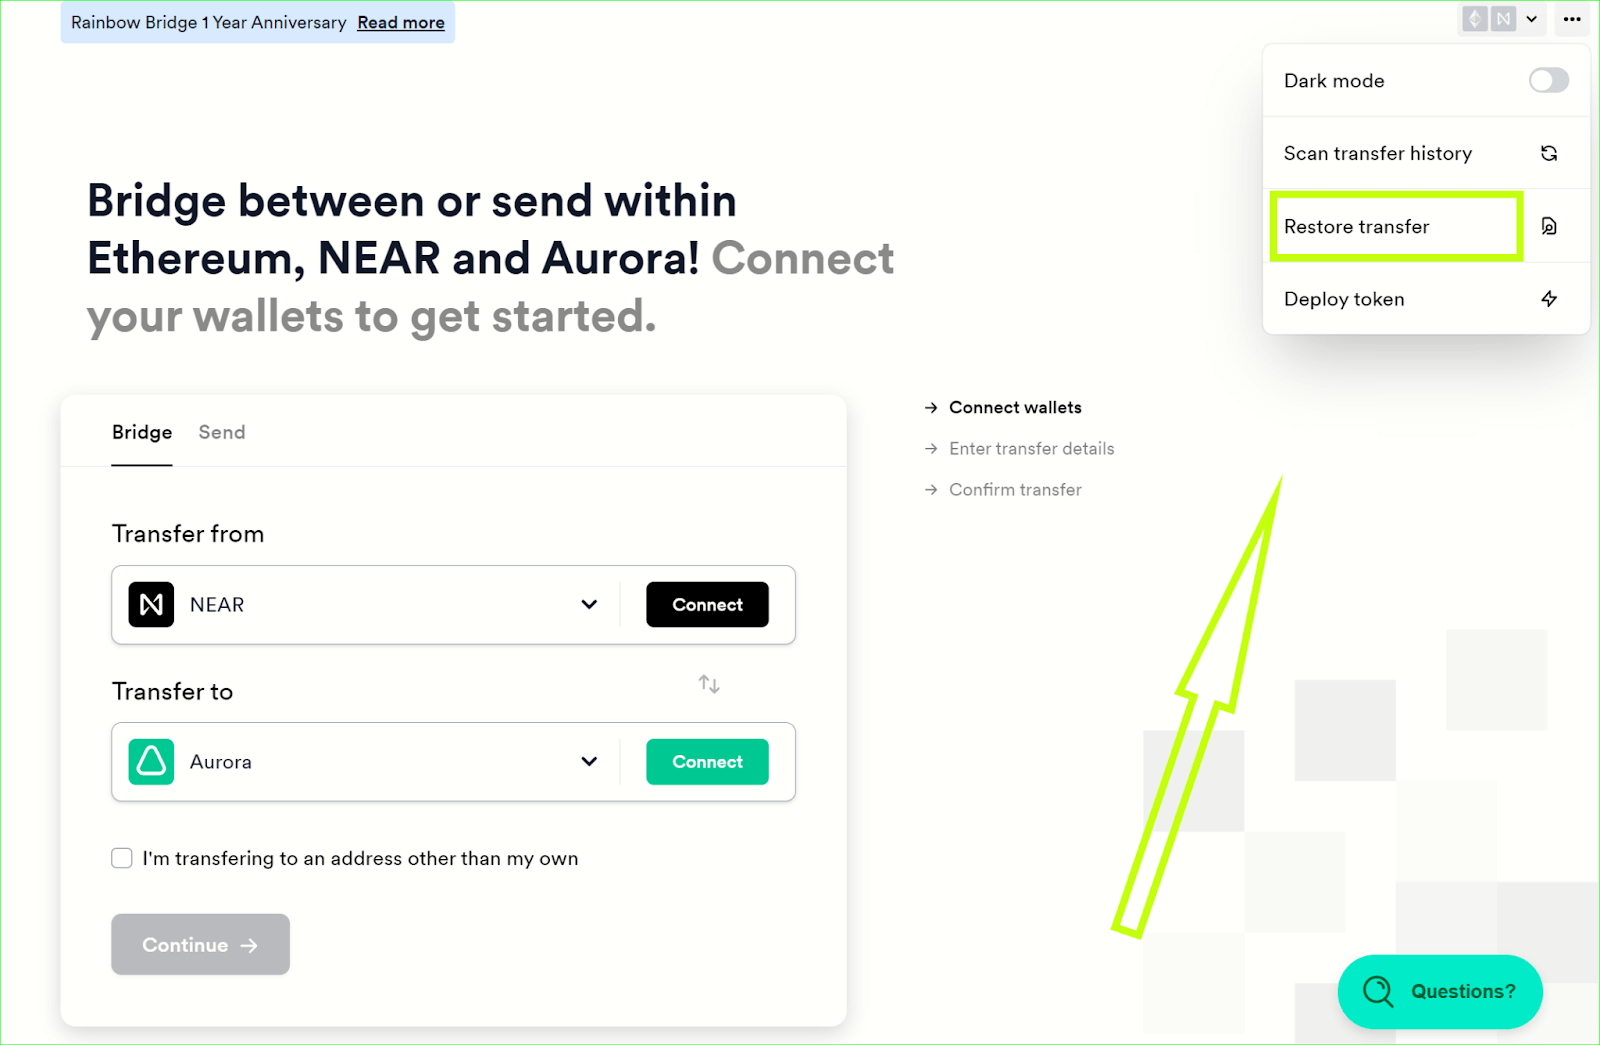 Rainbow Bridge 1 Year Anniversary Read more
Dark mode
Scan transfer history
Restore transfer
Deploy token
Bridge between or send within
Ethereum, NEAR and Aurora! Connect
your wallets to get started.
Bridge Send
Transfer from
NEAR
Connect
Transfer to
Aurora
Connect
I'm transfering to an address other than my own
Continue →
→ Connect wallets
→ Enter transfer details
→ Confirm transfer
Questions?